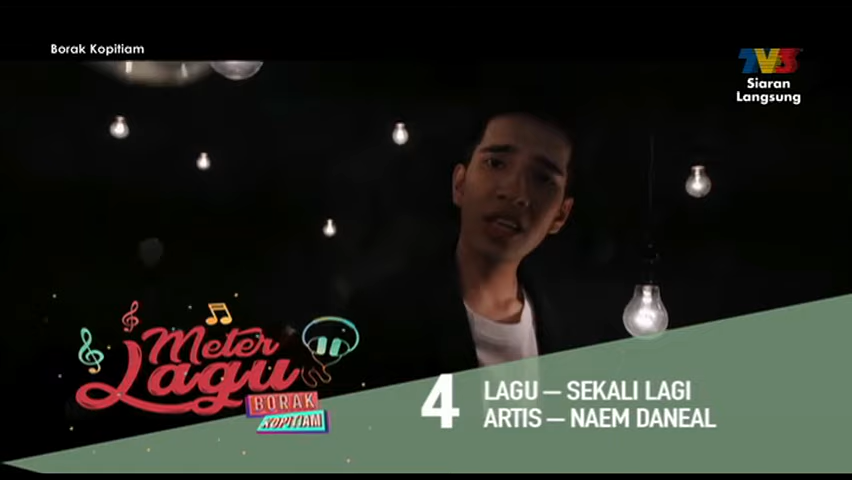 Borak Kopitiam
TV3
Siaran
Langsung
Meter
Lagu
BORAK
KOPITIAM
4
LAGU – SEKALI LAGI
ARTIS – NAEM DANEAL